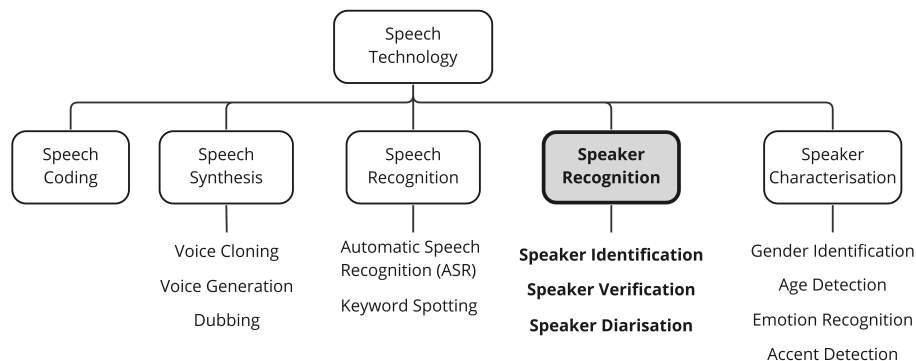 Speech
Technology
Speech
Coding
Speech
Synthesis
Speech
Recognition
Speaker
Recognition
Speaker
Characterisation
Voice Cloning
Voice Generation
Dubbing
Automatic Speech
Recognition (ASR)
Keyword Spotting
Speaker Identification
Speaker Verification
Speaker Diarisation
Gender Identification
Age Detection
Emotion Recognition
Accent Detection